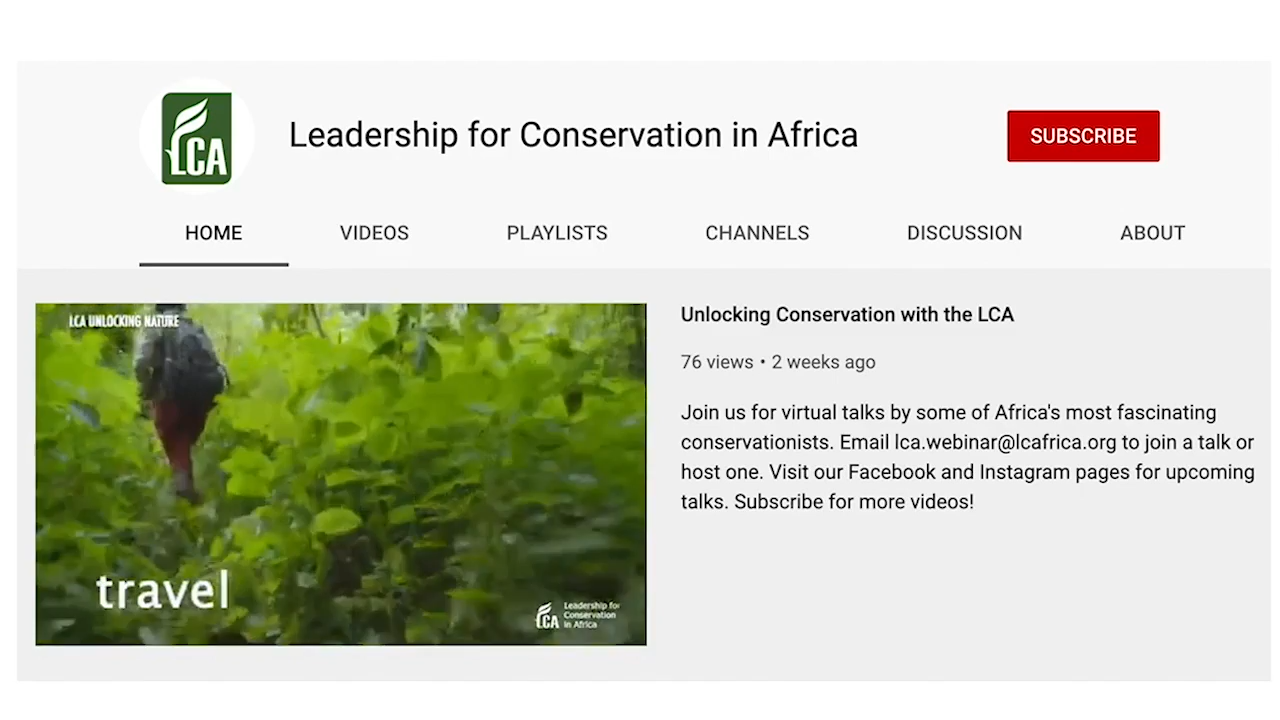 LCA
Leadership for Conservation in Africa
SUBSCRIBE
HOME VIDEOS PLAYLISTS CHANNELS DISCUSSION ABOUT
LCA UNLOCKING NATURE
travel
LCA
Leadership for
Conservation
in Africa
Unlocking Conservation with the LCA
76 views • 2 weeks ago
Join us for virtual talks by some of Africa's most fascinating
conservationists. Email lca.webinar@lcafrica.org to join a talk or
host one. Visit our Facebook and Instagram pages for upcoming
talks. Subscribe for more videos!